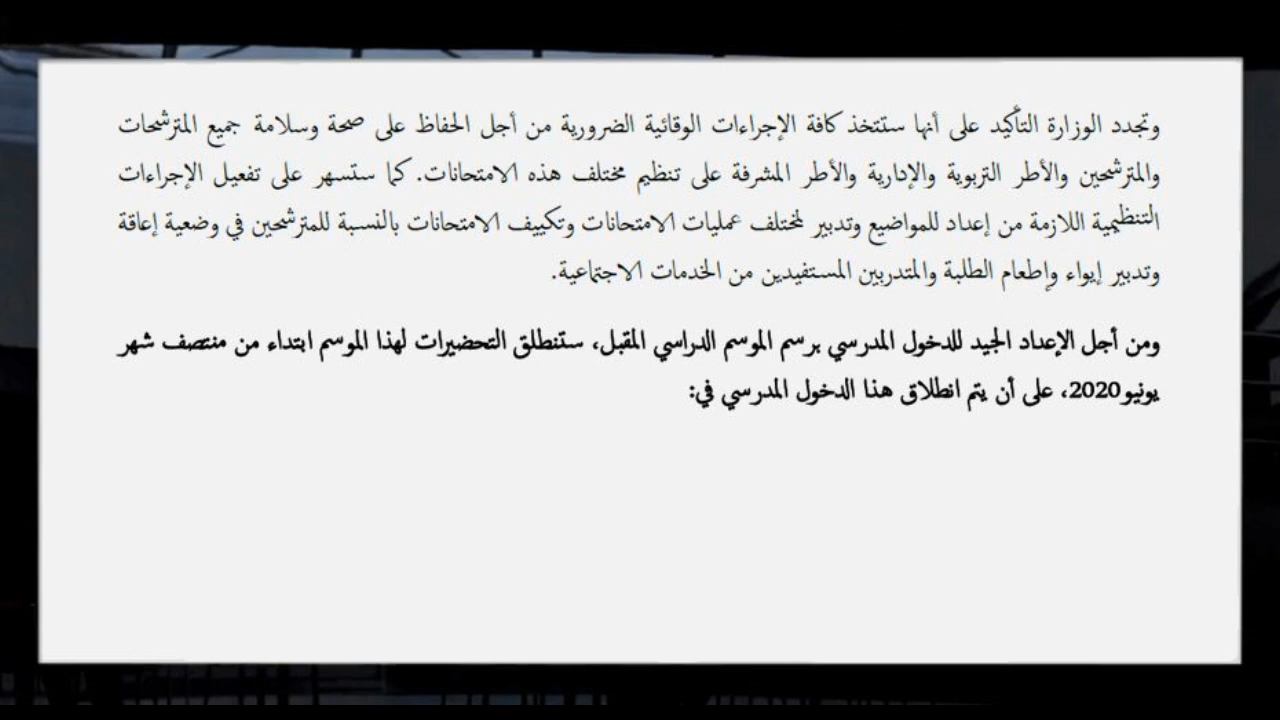 وتجدد الوزارة التأكيد على أنها ستتخذ كافة الإجراءات الوقائية الضرورية من أجل الحفاظ على صحة وسلامة جميع المترشحات
والمترشحين والأطر التربوية والإدارية والأطر المشرفة على تنظيم مختلف هذه الامتحانات. كما ستسهر على تفعيل الإجراءات
التنظيمية اللازمة من إعداد للمواضيع وتدبير لمختلف عمليات الامتحانات وتكييف الامتحانات بالنسبة للمترشحين في وضعية إعاقة
وتدبير إيواء وإطعام الطلبة والمتدربين المستفيدين من الخدمات الاجتماعية.
ومن أجل الإعداد الجيد للدخول المدرسي برسم الموسم الدراسي المقبل، ستنطلق التحضيرات لهذا الموسم ابتداء من منتصف شهر
يونيو2020، على أن يتم انطلاق هذا الدخول المدرسي في: